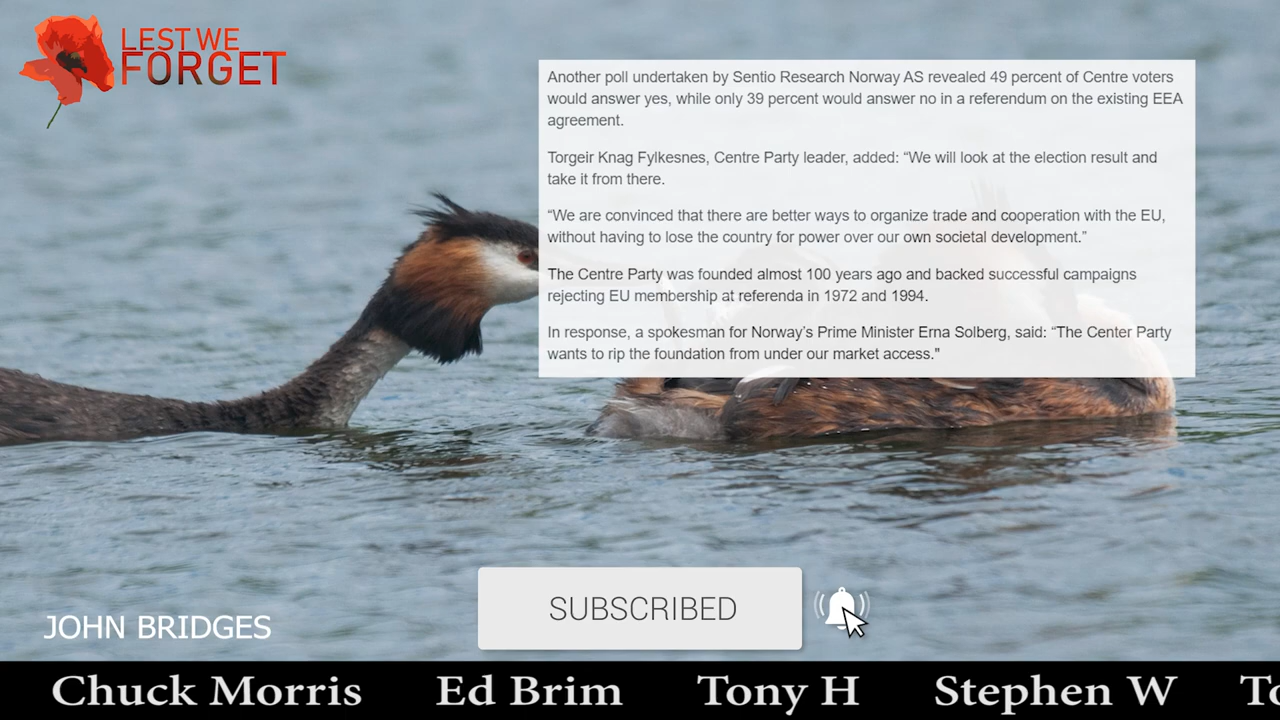 LEST WE
FORGET
Another poll undertaken by Sentio Research Norway AS revealed 49 percent of Centre voters
would answer yes, while only 39 percent would answer no in a referendum on the existing EEA
agreement.
Torgeir Knag Fylkesnes, Centre Party leader, added: “We will look at the election result and
take it from there.
“We are convinced that there are better ways to organize trade and cooperation with the EU,
without having to lose the country for power over our own societal development.”
The Centre Party was founded almost 100 years ago and backed successful campaigns
rejecting EU membership at referenda in 1972 and 1994.
In response, a spokesman for Norway’s Prime Minister Erna Solberg, said: “The Center Party
wants to rip the foundation from under our market access."
SUBSCRIBED
JOHN BRIDGES
Chuck Morris Ed Brim Tony H Stephen W